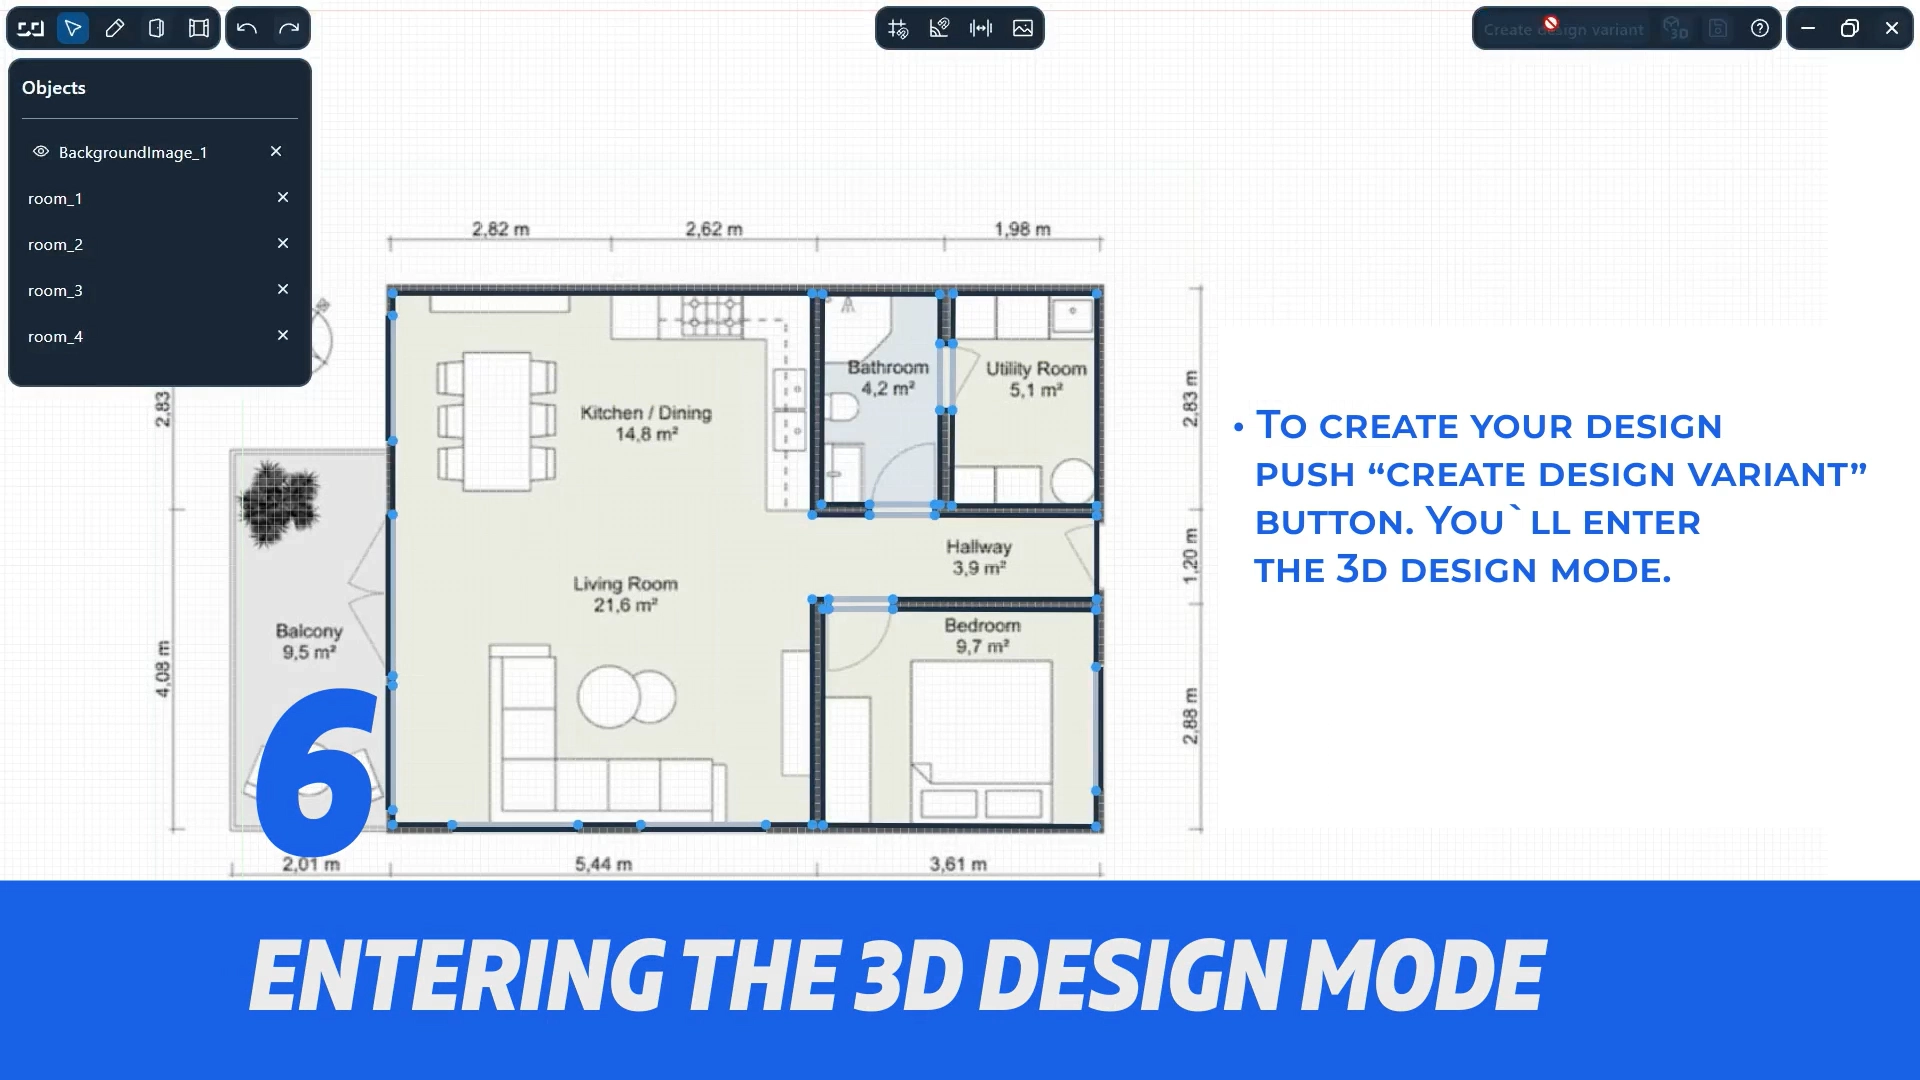 Create design variant
3D
Objects
BackgroundImage_1
room_1
room_2
room_3
room_4
2,82 m
2,62 m
1,98 m
Bathroom
4,2 m²
Utility Room
5,1 m²
Kitchen / Dining
14,8 m²
2,83
2,83 m
Hallway
3,9 m²
1,20 m
Living Room
21,6 m²
Balcony
9,5 m²
Bedroom
9,7 m²
4,08 m
2,88 m
2,01 m
5,44 m
3,61 m
• To create your design
push “create design variant”
button. You`ll enter
the 3d design mode.
6
ENTERING THE 3D DESIGN MODE